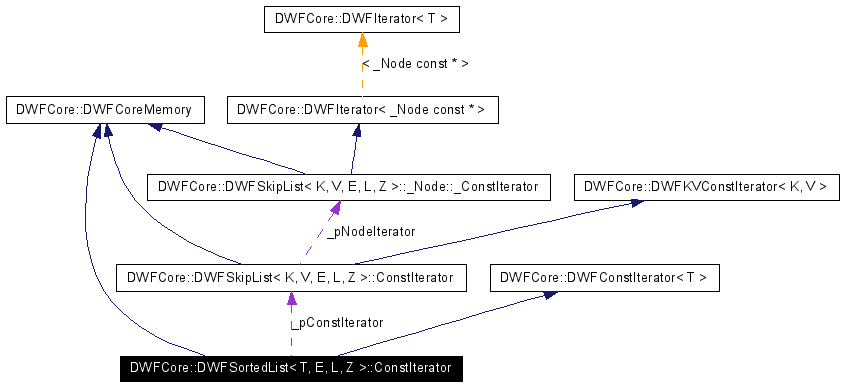 DWFCore::DWFIterator< T >
< _Node const * >
DWFCore::DWFCoreMemory
DWFCore::DWFIterator< _Node const * >
DWFCore::DWFSkipList< K, V, E, L, Z >::_Node::_ConstIterator
DWFCore::DWFKVConstIterator< K, V >
_pNodeIterator
DWFCore::DWFSkipList< K, V, E, L, Z >::ConstIterator
DWFCore::DWFConstIterator< T >
_pConstIterator
DWFCore::DWFSortedList< T, E, L, Z >::ConstIterator